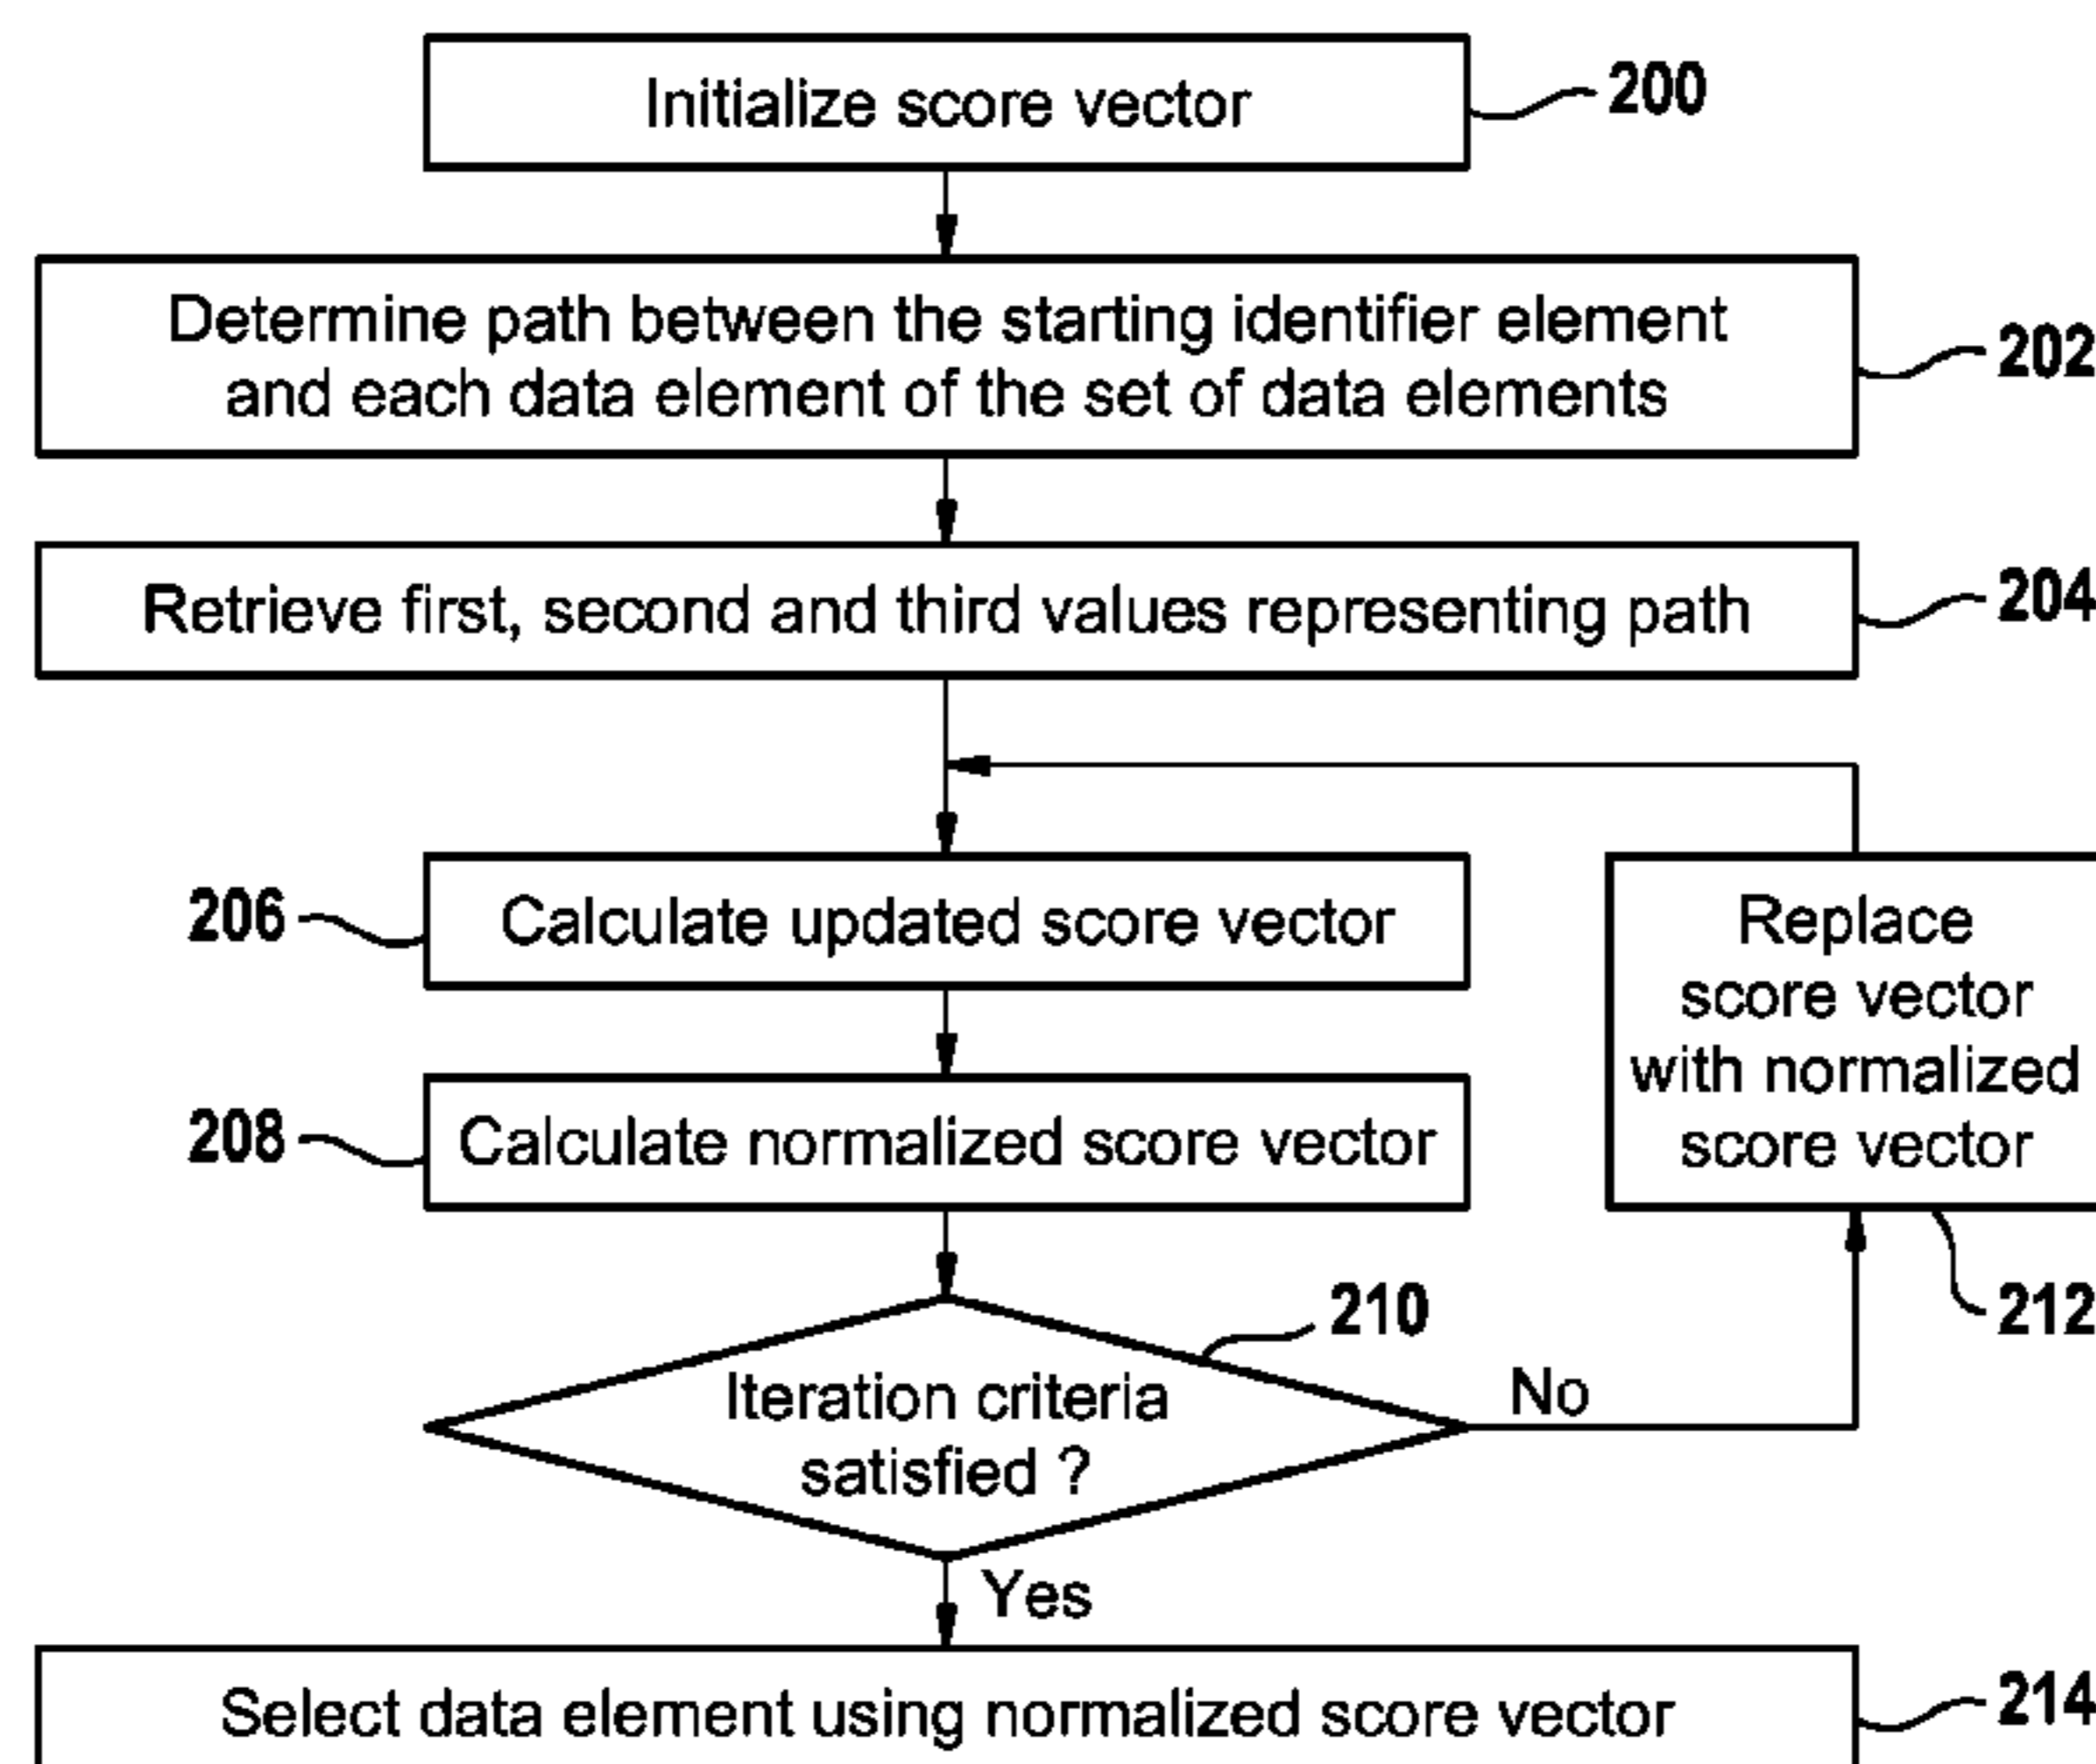 Initialize score vector
200
Determine path between the starting identifier element
and each data element of the set of data elements
202
Retrieve first, second and third values representing path
204
206
Calculate updated score vector
Replace
score vector
with normalized
score vector
208
Calculate normalized score vector
210
212
Iteration criteria
satisfied ?
No
Yes
Select data element using normalized score vector
214